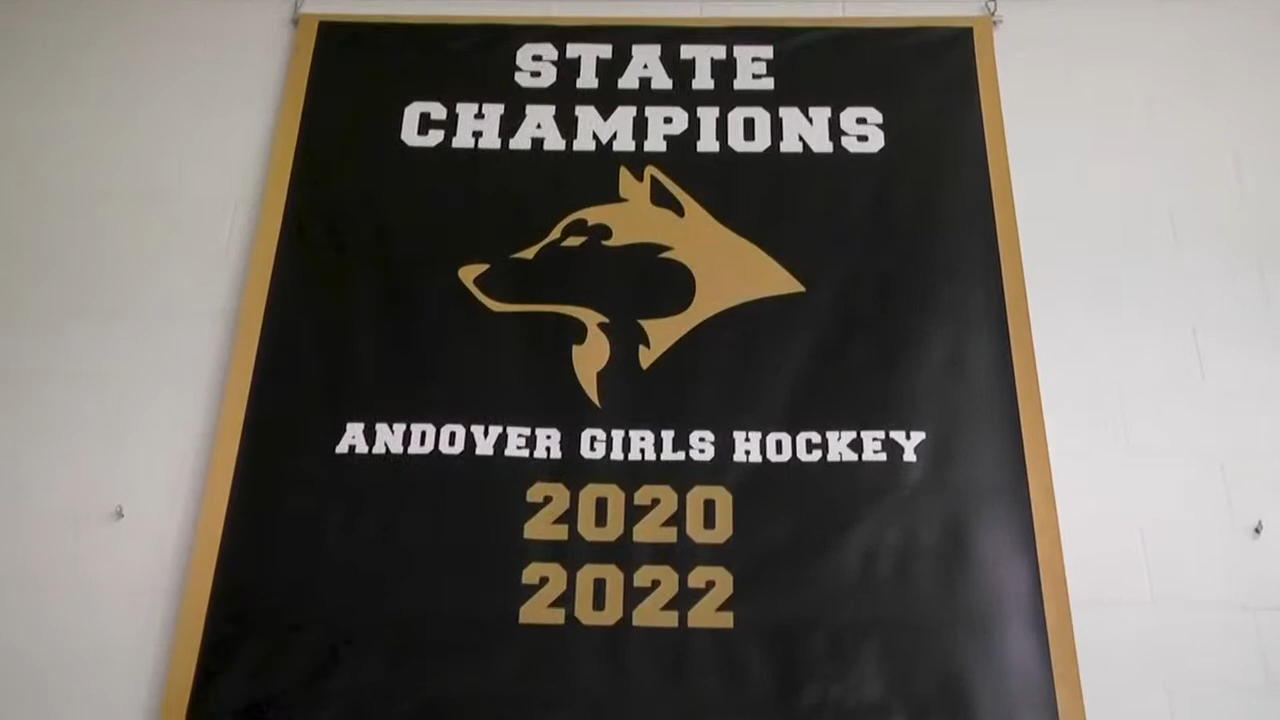 STATE
CHAMPIONS
ANDOVER GIRLS HOCKEY
2020
2022